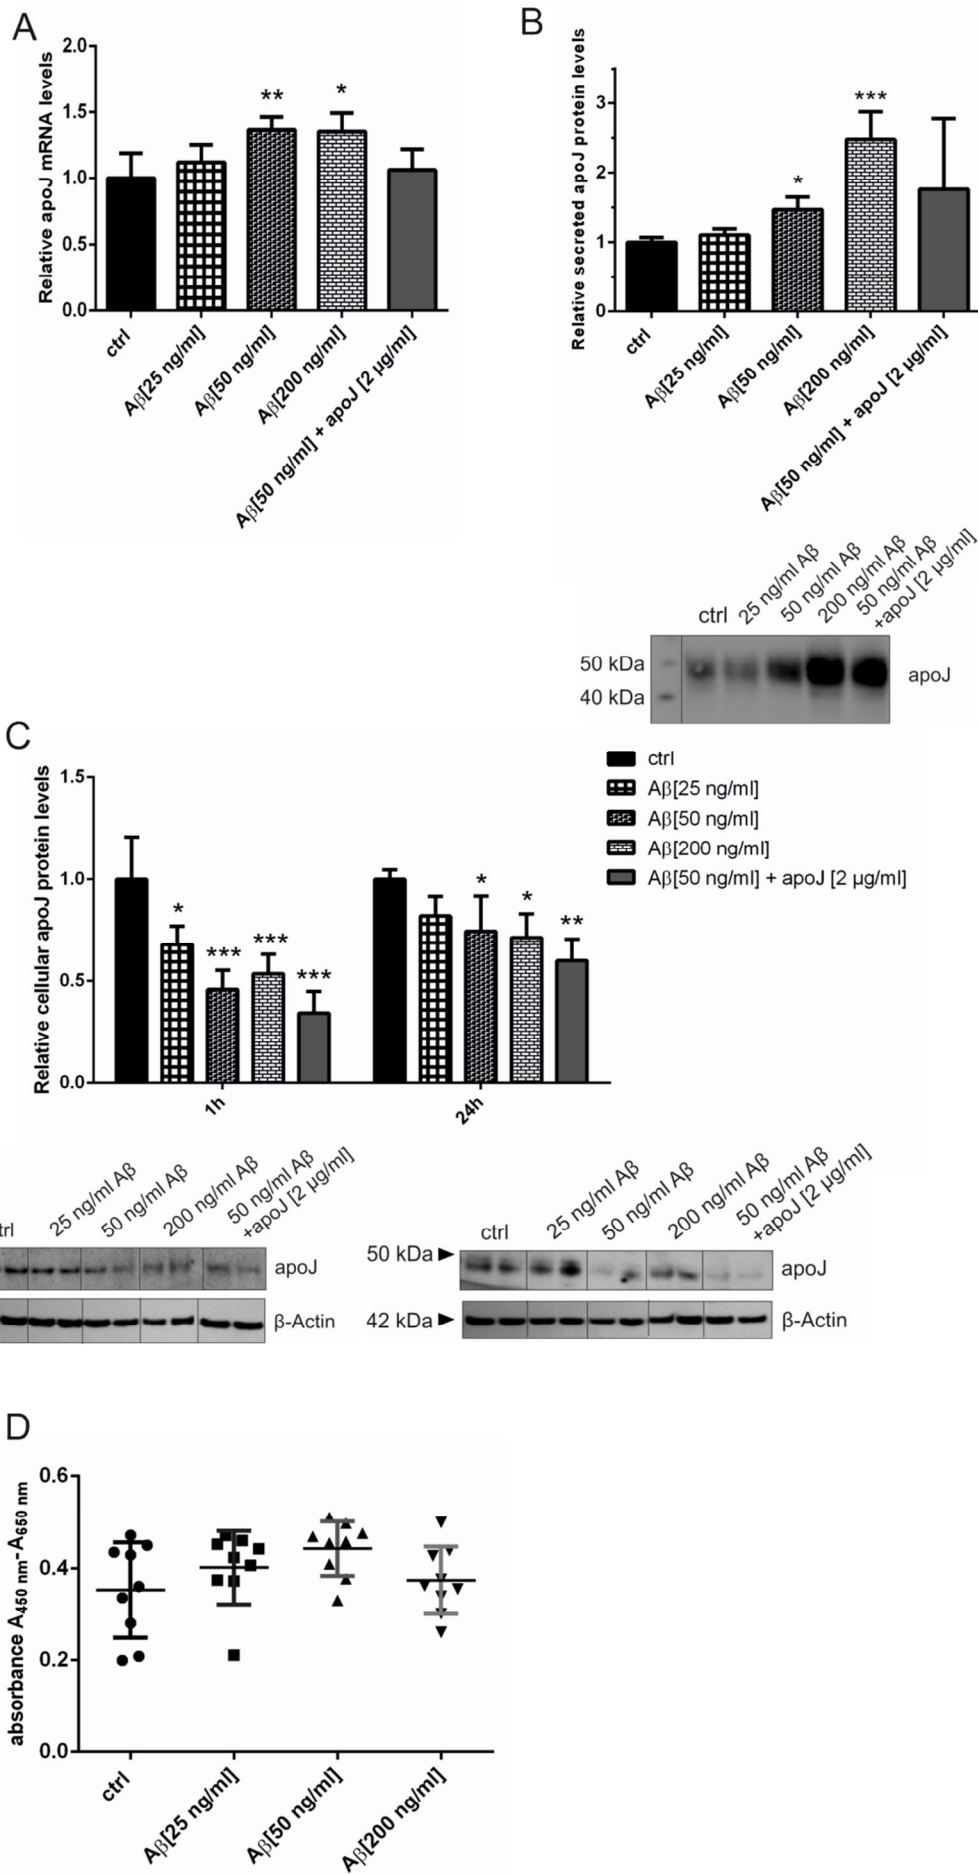 A
Relative apoJ mRNA levels
2.0
1.5
1.0
0.5
0.0
**
*
ctrl
Aβ[25 ng/ml]
Aβ[50 ng/ml]
Aβ[200 ng/ml]
Aβ[50 ng/ml] + apoJ [2 µg/ml]
B
Relative secreted apoJ protein levels
3
2
1
0
*
***
ctrl
Aβ[25 ng/ml]
Aβ[50 ng/ml]
Aβ[200 ng/ml]
Aβ[50 ng/ml] + apoJ [2 µg/ml]
ctrl
25 ng/ml Aβ
50 ng/ml Aβ
200 ng/ml Aβ
50 ng/ml Aβ
+apoJ [2 µg/ml]
50 kDa
40 kDa
apoJ
C
Relative cellular apoJ protein levels
1.5
1.0
0.5
0.0
*
***
***
***
*
*
**
1h
24h
ctrl
Aβ[25 ng/ml]
Aβ[50 ng/ml]
Aβ[200 ng/ml]
Aβ[50 ng/ml] + apoJ [2 µg/ml]
trl
25 ng/ml Aβ
50 ng/ml Aβ
200 ng/ml Aβ
50 ng/ml Aβ
+apoJ [2 µg/ml]
apoJ
β-Actin
ctrl
25 ng/ml Aβ
50 ng/ml Aβ
200 ng/ml Aβ
50 ng/ml Aβ
+apoJ [2 µg/ml]
50 kDa
42 kDa
apoJ
β-Actin
D
absorbance A450 nm-A650 nm
0.6
0.4
0.2
0.0
ctrl
Aβ[25 ng/ml]
Aβ[50 ng/ml]
Aβ[200 ng/ml]